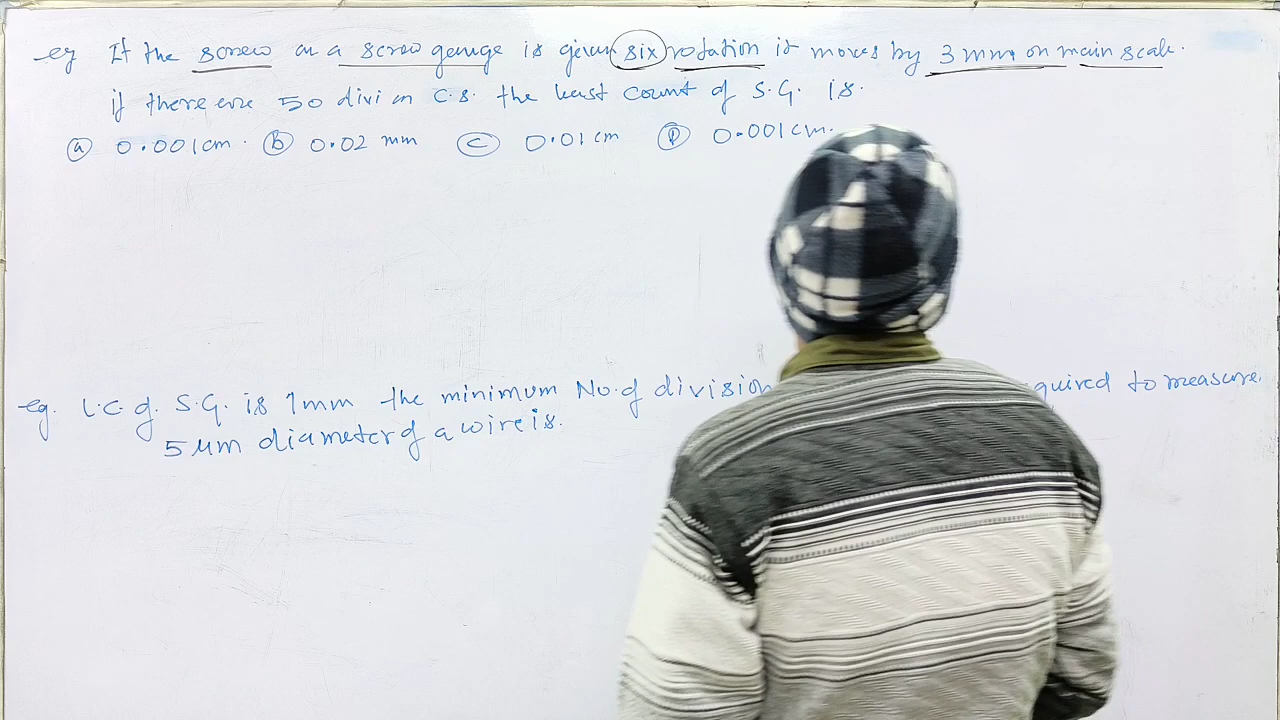 eg If the screw on a screw gauge is given six rotation it moves by 3 mm on main scale.
if there are 50 divi on C.S. the least count of S.G. is.
(a) 0.001cm. (b) 0.02 mm (c) 0.01 cm (D) 0.001cm.
eg. L.C. of. S.G. is 1mm the minimum No. of division quired to measure.
5 μm diameter of a wire is.